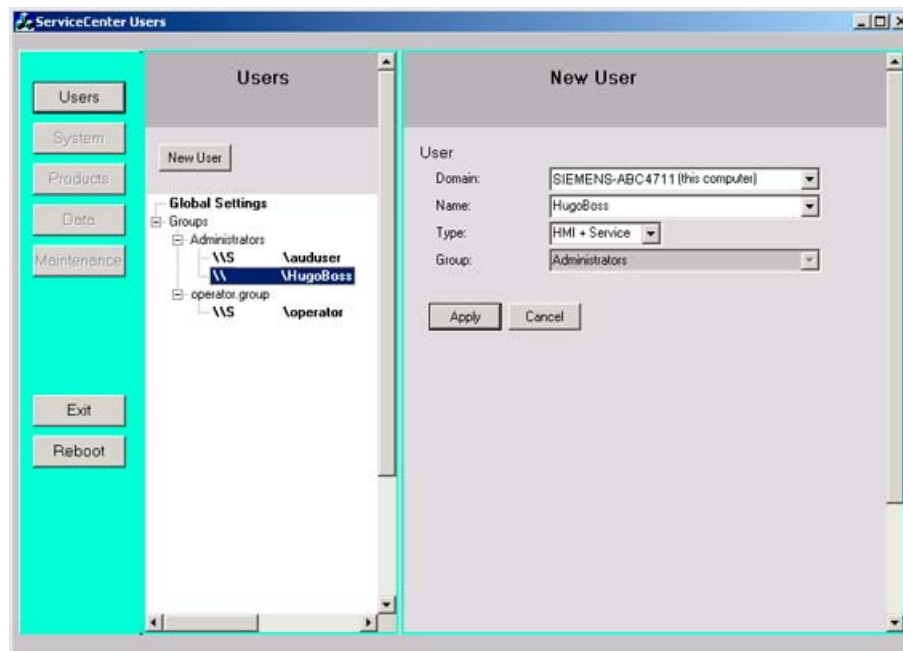 ServiceCenter Users
Users
System
Products
Data
Maintenance
Exit
Reboot
Users
New User
Global Settings
Groups
Administrators
\\S \auduser
\\ \HugoBoss
operator.group
\\S \operator
New User
User
Domain: SIEMENS-ABC4711 (this computer)
Name: HugoBoss
Type: HMI + Service
Group: Administrators
Apply Cancel